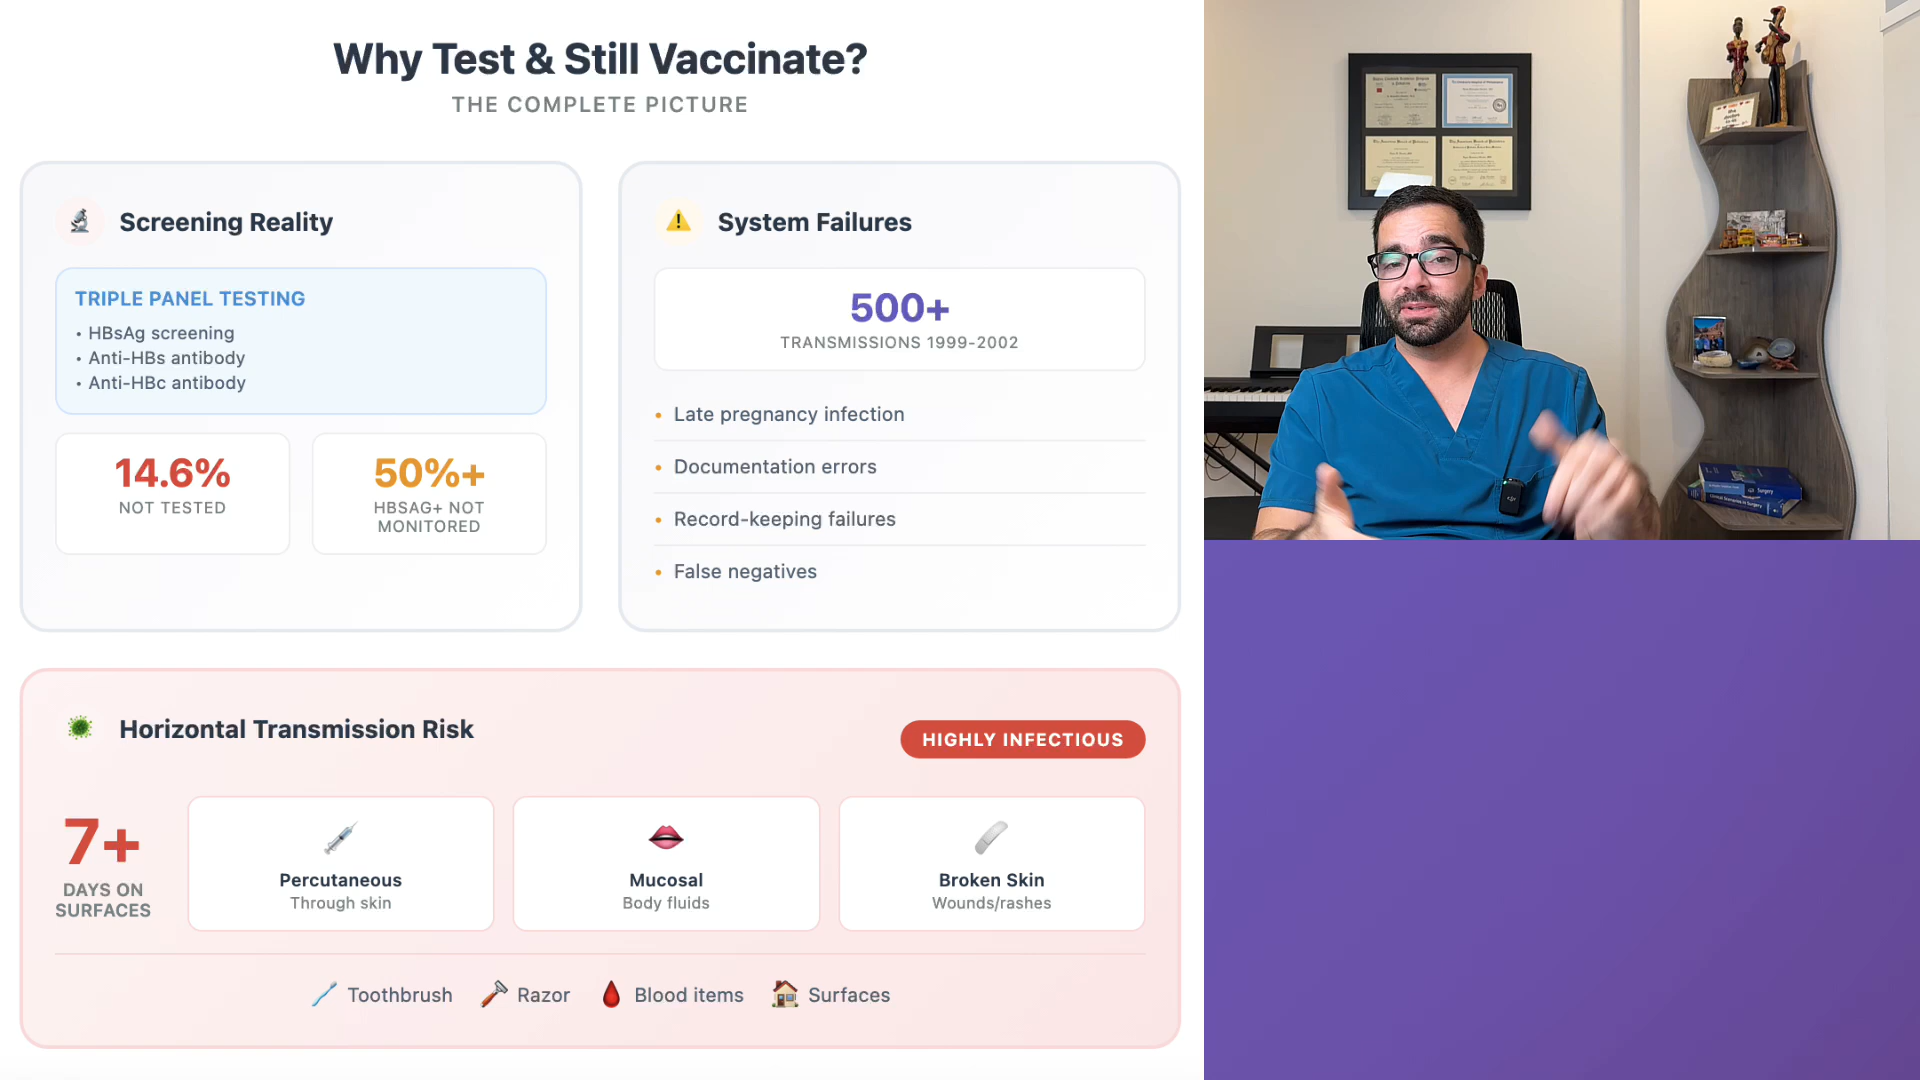 Why Test & Still Vaccinate?
THE COMPLETE PICTURE
Screening Reality
TRIPLE PANEL TESTING
• HBsAg screening
• Anti-HBs antibody
• Anti-HBc antibody
14.6%
NOT TESTED
50%+
HBSAG+ NOT
MONITORED
System Failures
500+
TRANSMISSIONS 1999-2002
• Late pregnancy infection
• Documentation errors
• Record-keeping failures
• False negatives
Horizontal Transmission Risk
HIGHLY INFECTIOUS
7+
DAYS ON
SURFACES
Percutaneous
Through skin
Mucosal
Body fluids
Broken Skin
Wounds/rashes
Toothbrush
Razor
Blood items
Surfaces
Surgery
Surgery